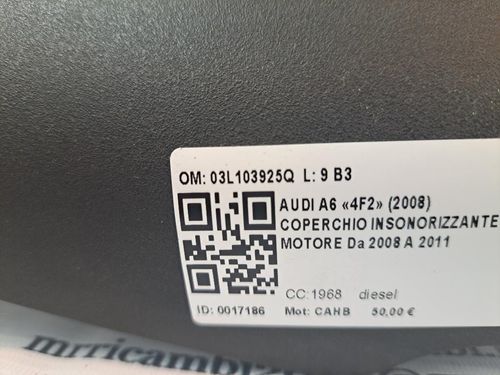 OM: 03L103925Q L: 9 B3
AUDI A6 «4F2» (2008)
COPERCHIO INSONORIZZANTE
MOTORE Da 2008 A 2011
CC:1968 diesel
ID: 0017186 Mot: CAHB 50,00 €